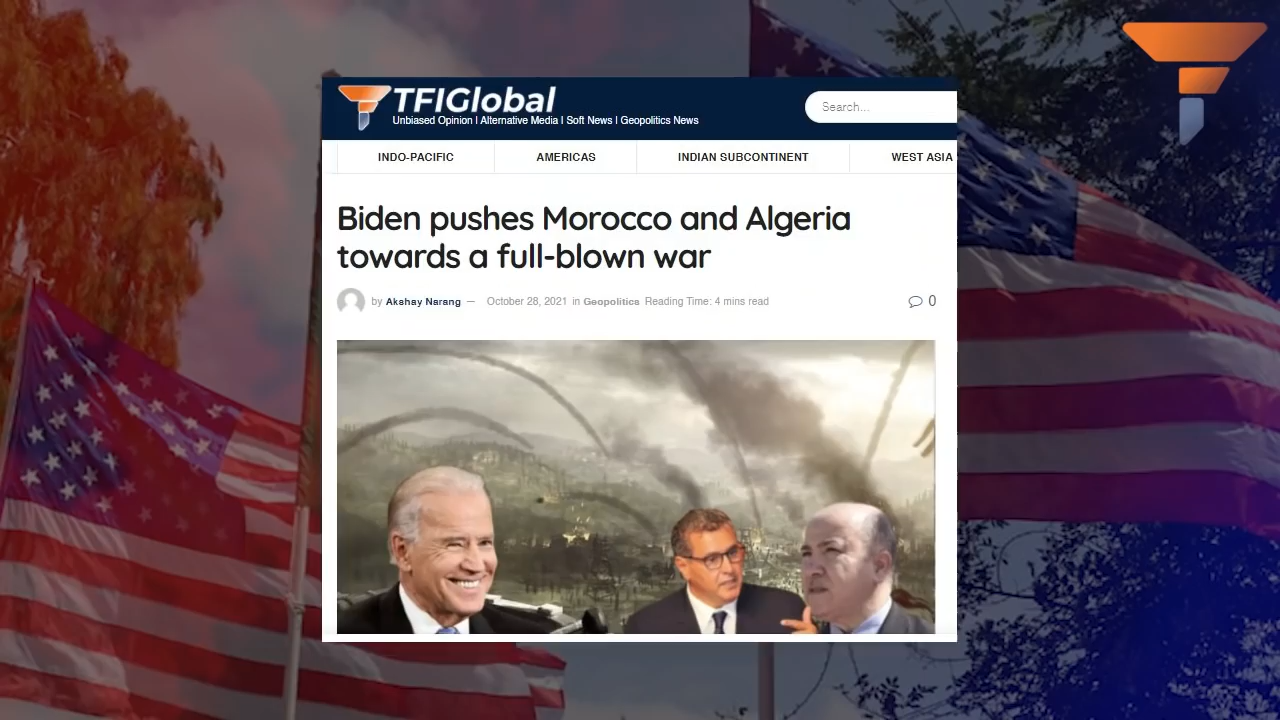 TFIGlobal
Unbiased Opinion I Alternative Media I Soft News I Geopolitics News
Search...
INDO-PACIFIC AMERICAS INDIAN SUBCONTINENT WEST ASIA
Biden pushes Morocco and Algeria
towards a full-blown war
by Akshay Narang — October 28, 2021 in Geopolitics Reading Time: 4 mins read
0